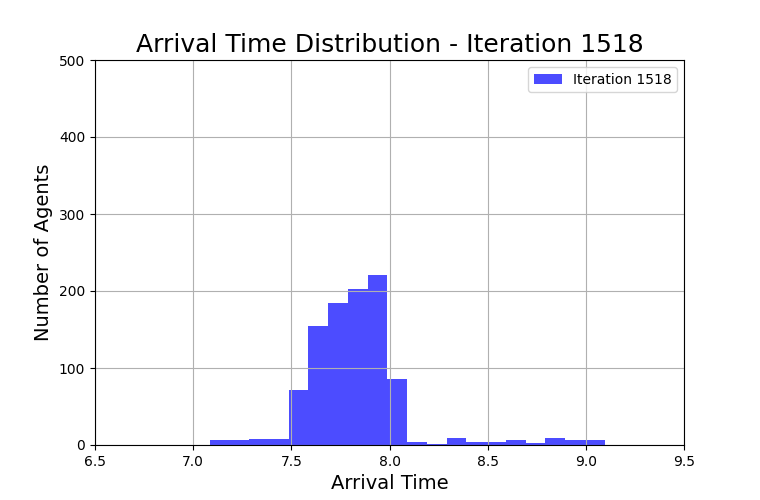 Arrival Time Distribution - Iteration 1518
Iteration 1518
500
400
300
200
100
0
Number of Agents
6.5 7.0 7.5 8.0 8.5 9.0 9.5
Arrival Time